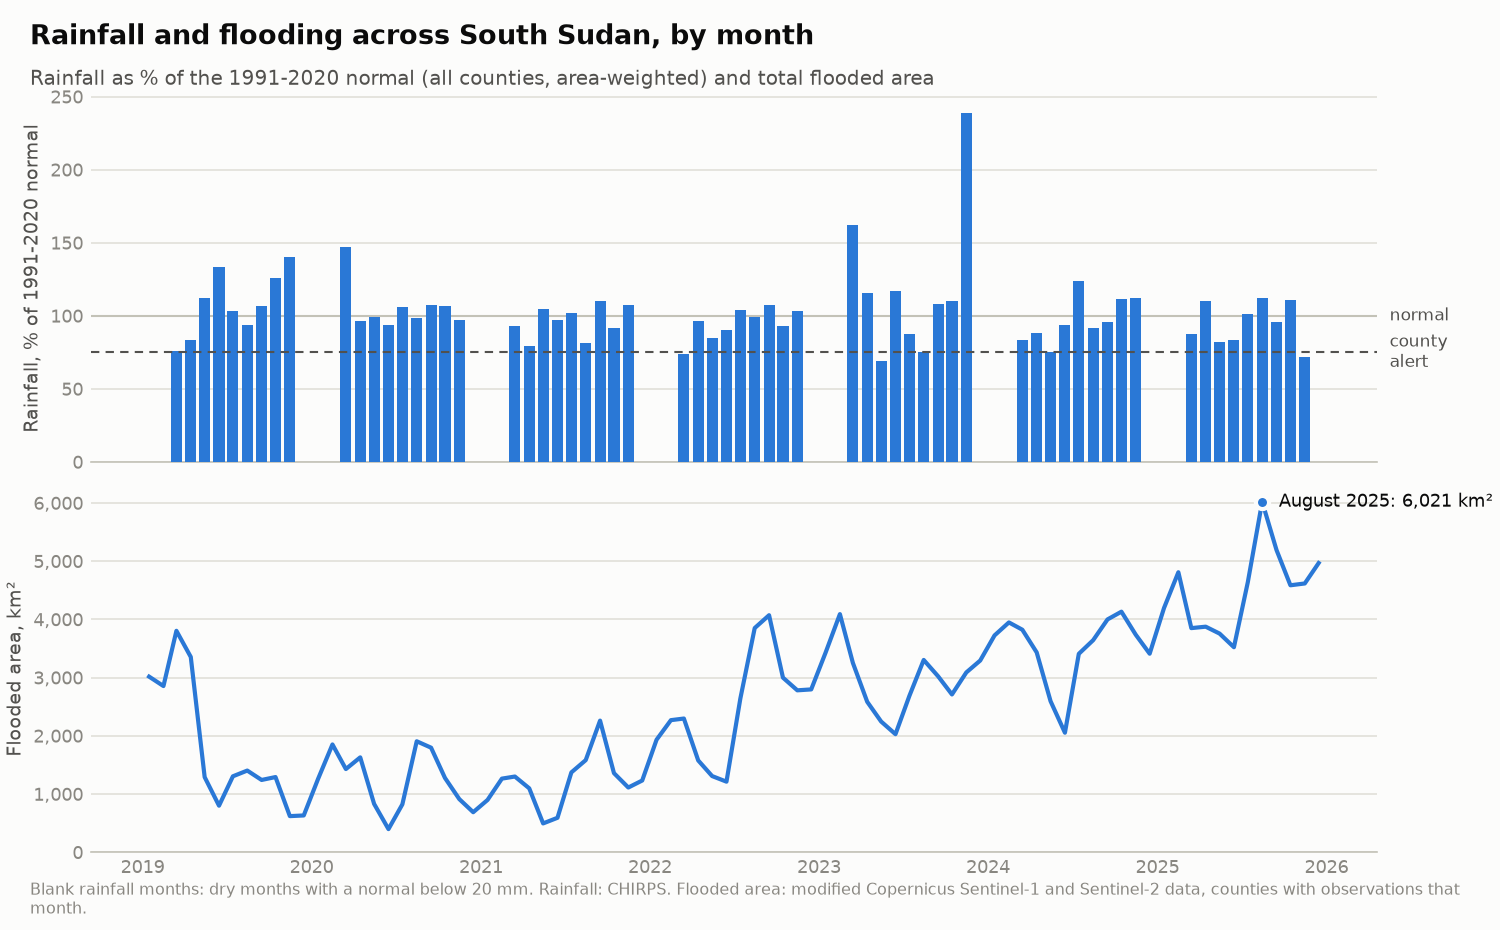 Rainfall and flooding across South Sudan, by month
Rainfall as % of the 1991-2020 normal (all counties, area-weighted) and total flooded area
Rainfall, % of 1991-2020 normal
250
200
150
100
50
0
normal
county
alert
Flooded area, km²
6,000
5,000
4,000
3,000
2,000
1,000
0
August 2025: 6,021 km²
2019 2020 2021 2022 2023 2024 2025 2026
Blank rainfall months: dry months with a normal below 20 mm. Rainfall: CHIRPS. Flooded area: modified Copernicus Sentinel-1 and Sentinel-2 data, counties with observations that
month.